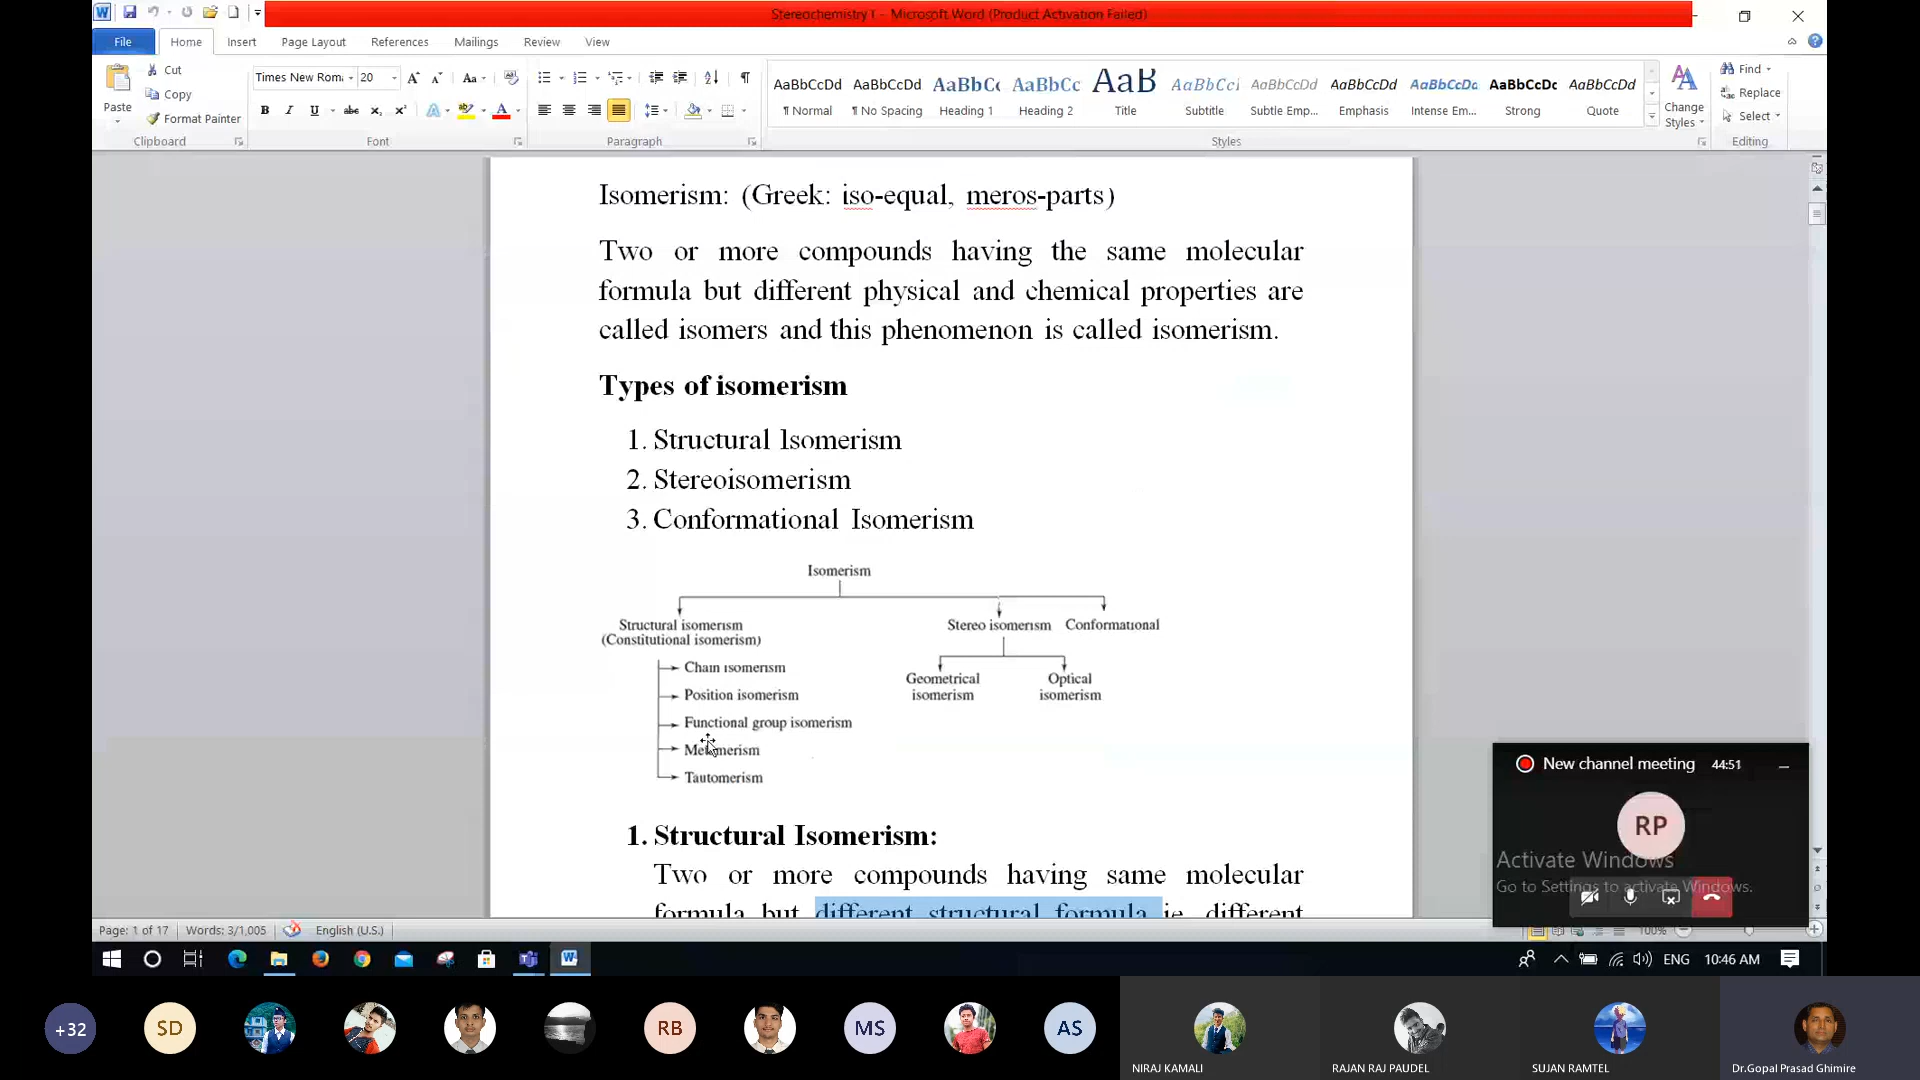 Stereochemistry I - Microsoft Word (Product Activation Failed)
File Home Insert Page Layout References Mailings Review View
Paste
Cut
Copy
Format Painter
Clipboard
Times New Roma 20
Font
Paragraph
AaBbCcDd AaBbCcDd AaBbCc AaBbCc AaB AaBbCcI AaBbCcDd AaBbCcDd AaBbCcDd AaBbCcDc AaBbCcDd
¶ Normal ¶ No Spacing Heading 1 Heading 2 Title Subtitle Subtle Emp... Emphasis Intense Em... Strong Quote
Styles
Change
Styles
Find
Replace
Select
Editing
Isomerism: (Greek: iso-equal, meros-parts)
Two or more compounds having the same molecular
formula but different physical and chemical properties are
called isomers and this phenomenon is called isomerism.
Types of isomerism
1. Structural Isomerism
2. Stereoisomerism
3. Conformational Isomerism
Isomerism
Structural isomerism
(Constitutional isomerism)
Stereo isomerism Conformational
Chain isomerism
Position isomerism
Functional group isomerism
Metamerism
Tautomerism
Geometrical
isomerism
Optical
isomerism
1. Structural Isomerism:
Two or more compounds having same molecular
formula but different structural formula ie. different
New channel meeting 44:51
RP
Activate Windows
Go to Settings to activate Windows.
Page: 1 of 17 Words: 3/1,005 English (U.S.) 100%
ENG 10:46 AM
+32 SD RB MS AS
NIRAJ KAMALI RAJAN RAJ PAUDEL SUJAN RAMTEL Dr.Gopal Prasad Ghimire